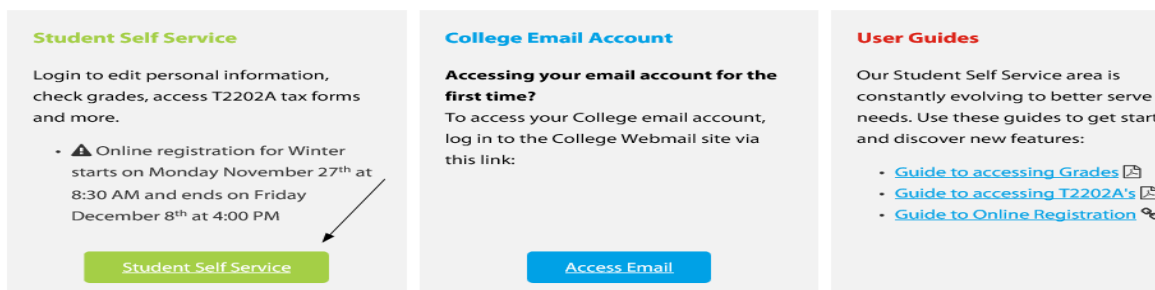 Student Self Service
Login to edit personal information,
check grades, access T2202A tax forms
and more.
• Online registration for Winter
starts on Monday November 27th at
8:30 AM and ends on Friday
December 8th at 4:00 PM
Student Self Service
College Email Account
Accessing your email account for the
first time?
To access your College email account,
log in to the College Webmail site via
this link:
Access Email
User Guides
Our Student Self Service area is
constantly evolving to better serve
needs. Use these guides to get start
and discover new features:
• Guide to accessing Grades
• Guide to accessing T2202A's
• Guide to Online Registration